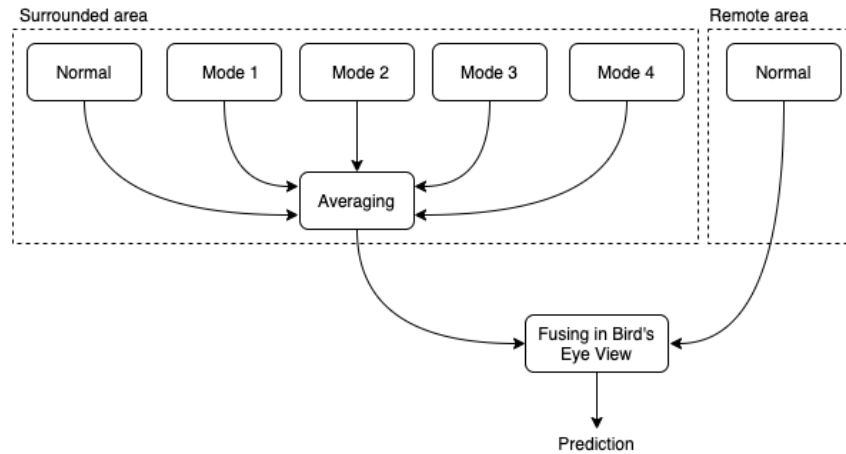 Surrounded area
Remote area
Normal
Mode 1
Mode 2
Mode 3
Mode 4
Normal
Averaging
Fusing in Bird's
Eye View
Prediction